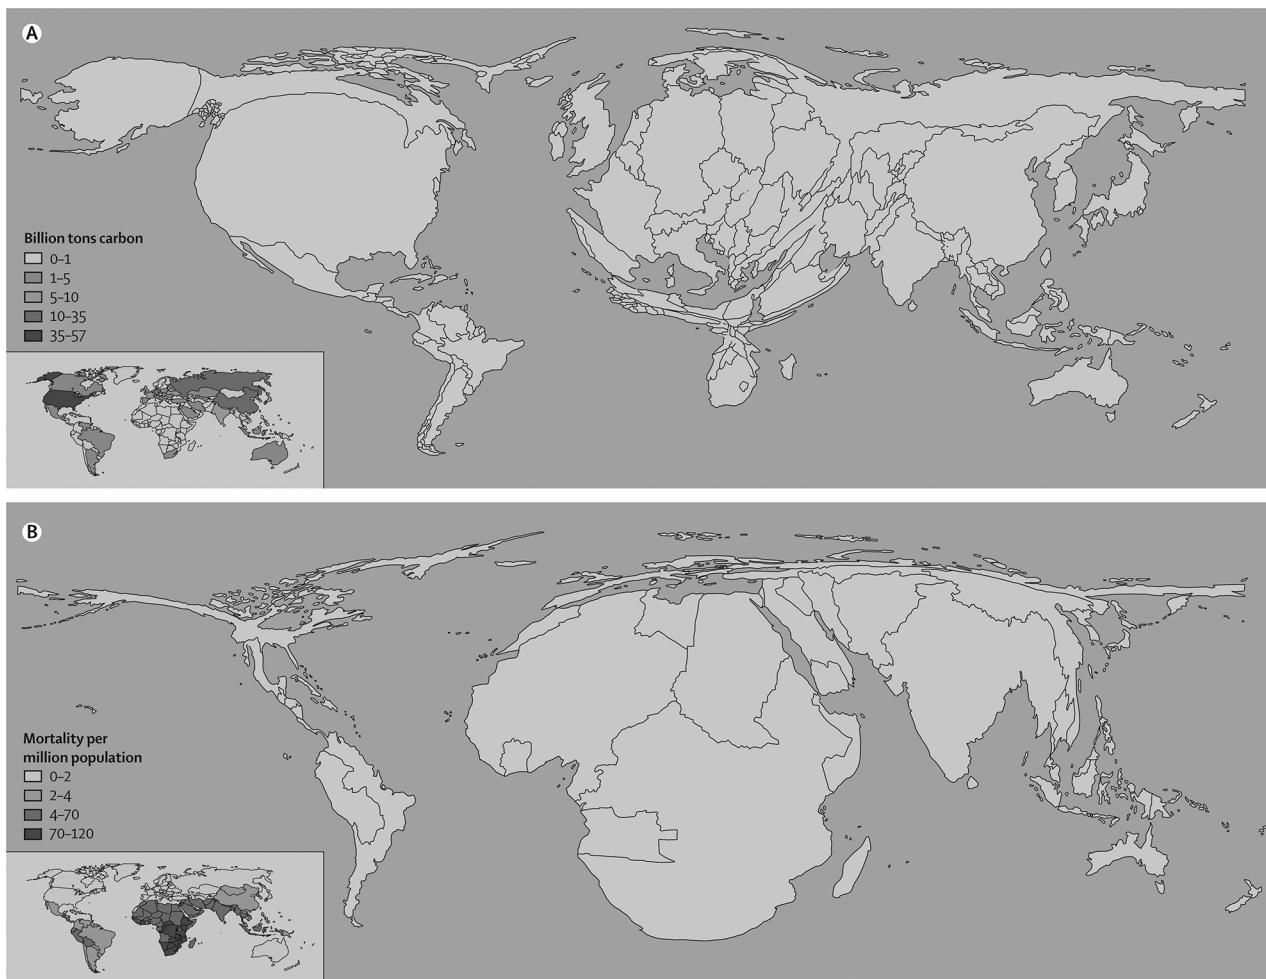 A
Billion tons carbon
0–1
1–5
5–10
10–35
35–57
B
Mortality per
million population
0–2
2–4
4–70
70–120